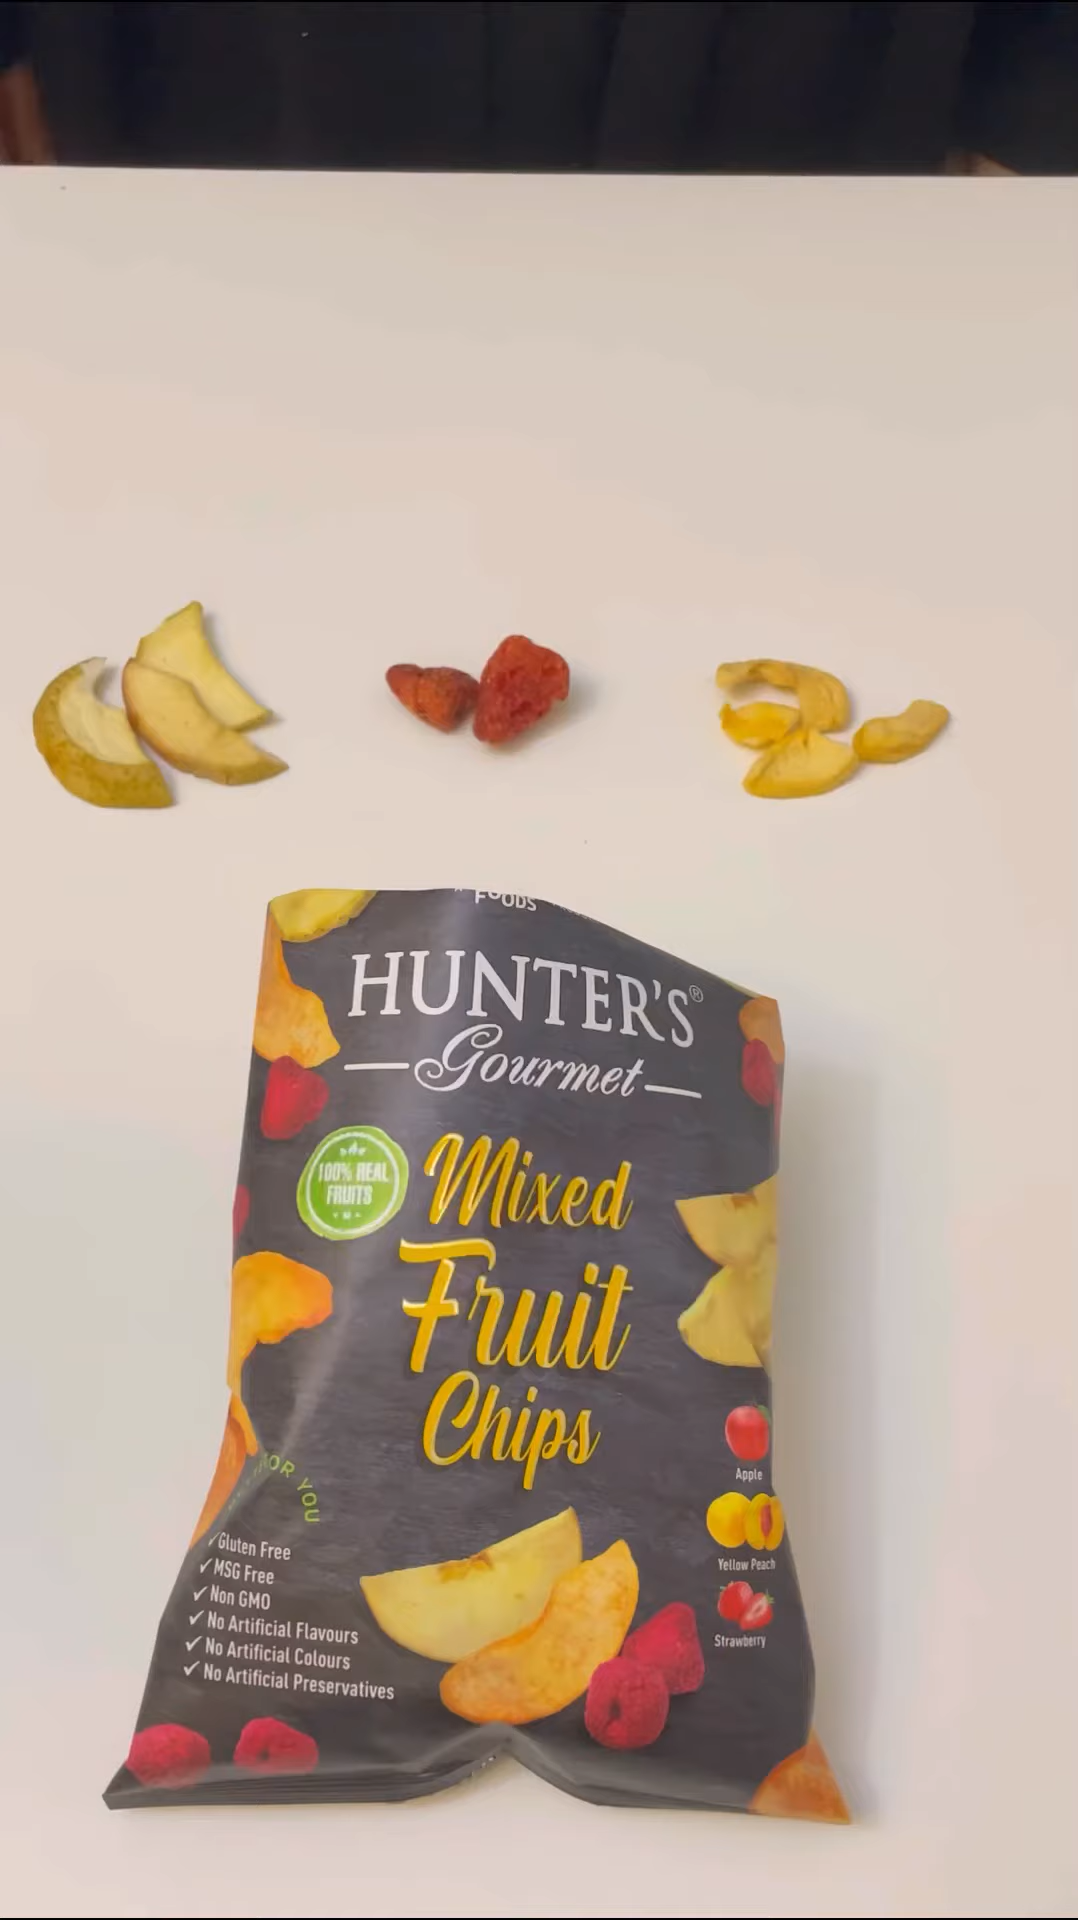 FOODS
HUNTER'S®
Gourmet
100% REAL
FRUITS
Mixed
Fruit
Chips
FOR YOU
✓Gluten Free
✓MSG Free
✓Non GMO
✓No Artificial Flavours
✓No Artificial Colours
✓No Artificial Preservatives
Apple
Yellow Peach
Strawberry